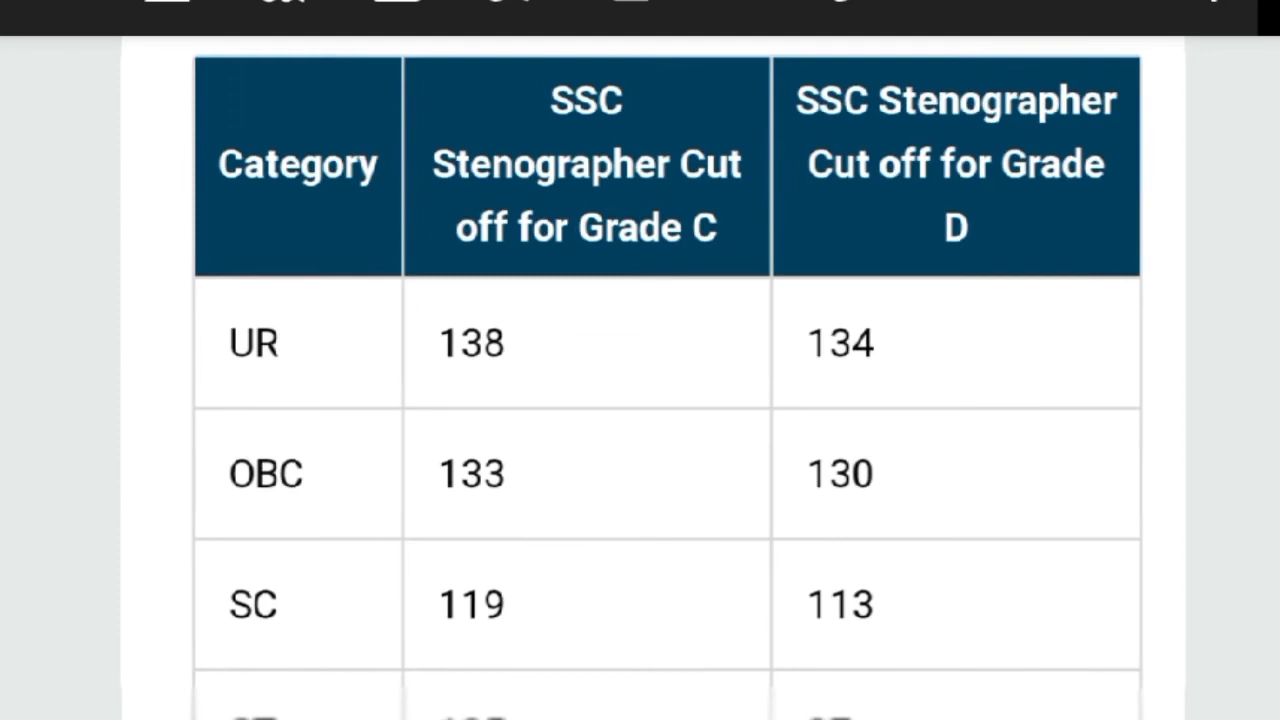 Category
SSC
Stenographer Cut
off for Grade C
SSC Stenographer
Cut off for Grade
D
UR 138 134
OBC 133 130
SC 119 113